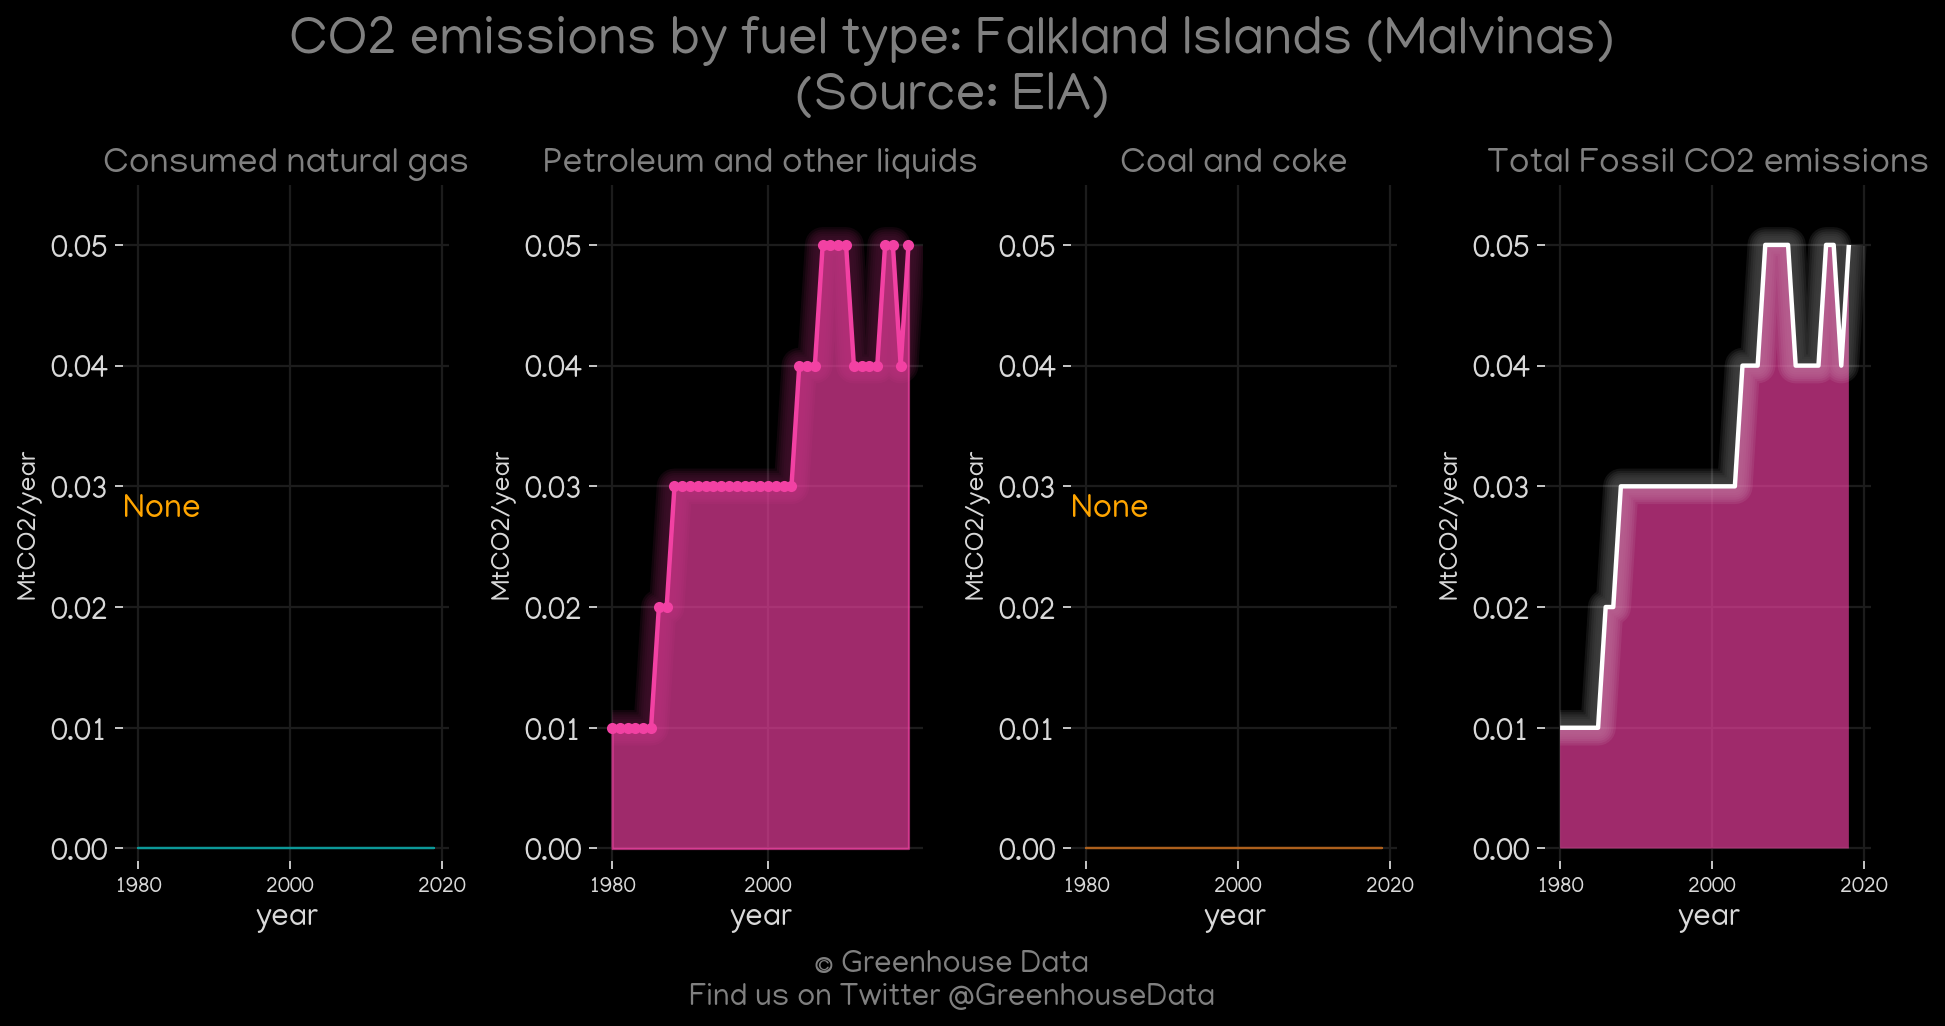 CO2 emissions by fuel type: Falkland Islands (Malvinas)
(Source: EIA)
Consumed natural gas
0.05
0.04
0.03
0.02
0.01
0.00
MtCO2/year
None
1980 2000 2020
year
Petroleum and other liquids
0.05
0.04
0.03
0.02
0.01
0.00
MtCO2/year
1980 2000
year
Coal and coke
0.05
0.04
0.03
0.02
0.01
0.00
MtCO2/year
None
1980 2000 2020
year
Total Fossil CO2 emissions
0.05
0.04
0.03
0.02
0.01
0.00
MtCO2/year
1980 2000 2020
year
© Greenhouse Data
Find us on Twitter @GreenhouseData